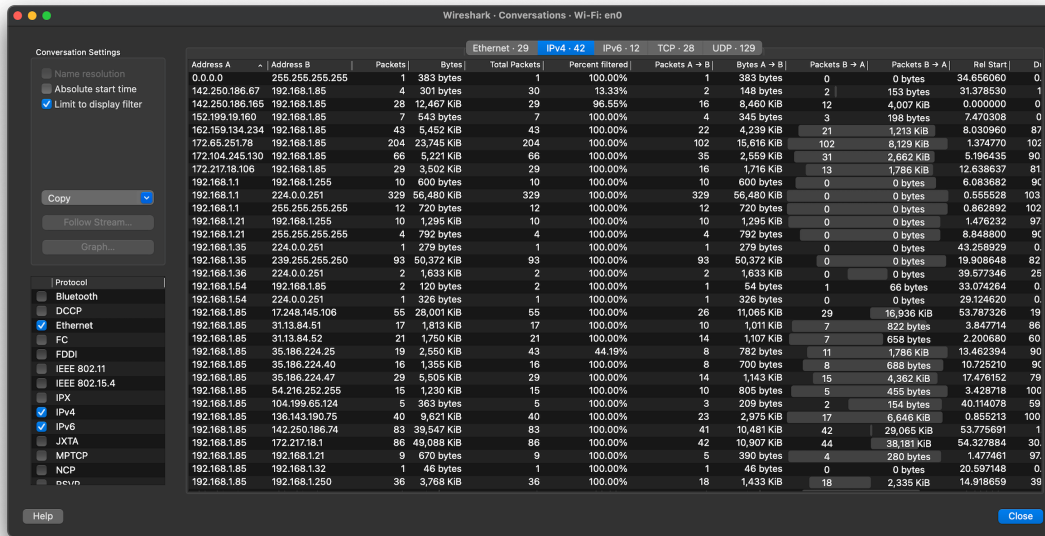 Wireshark · Conversations · Wi-Fi: en0
Conversation Settings
Name resolution
Absolute start time
Limit to display filter
Copy
Follow Stream...
Graph...
Protocol
Bluetooth
DCCP
Ethernet
FC
FDDI
IEEE 802.11
IEEE 802.15.4
IPX
IPv4
IPv6
JXTA
MPTCP
NCP
RSVP
Ethernet · 29 IPv4 · 42 IPv6 · 12 TCP · 28 UDP · 129
Address A Address B Packets Bytes Total Packets Percent filtered Packets A → B Bytes A → B Packets B → A Packets B → A Rel Start
0.0.0.0 255.255.255.255 1 383 bytes 1 100.00% 1 383 bytes 0 0 bytes 34.656060 0.
142.250.186.67 192.168.1.85 4 301 bytes 30 13.33% 2 148 bytes 2 153 bytes 31.378530 1
142.250.186.165 192.168.1.85 28 12,467 KiB 29 96.55% 16 8,460 KiB 12 4,007 KiB 0.000000 0
152.199.19.160 192.168.1.85 7 543 bytes 7 100.00% 4 345 bytes 3 198 bytes 7.470308 0
162.159.134.234 192.168.1.85 43 5,452 KiB 43 100.00% 22 4,239 KiB 21 1,213 KiB 8.030960 87
172.65.251.78 192.168.1.85 204 23,745 KiB 204 100.00% 102 15,616 KiB 102 8,129 KiB 1.374770 102
172.104.245.130 192.168.1.85 66 5,221 KiB 66 100.00% 35 2,559 KiB 31 2,662 KiB 5.196435 90.
172.217.18.106 192.168.1.85 29 3,502 KiB 29 100.00% 16 1,716 KiB 13 1,786 KiB 12.638637 81.
192.168.1.1 192.168.1.255 10 600 bytes 10 100.00% 10 600 bytes 0 0 bytes 6.083682 90
192.168.1.1 224.0.0.251 329 56,480 KiB 329 100.00% 329 56,480 KiB 0 0 bytes 0.555528 103
192.168.1.1 255.255.255.255 12 720 bytes 12 100.00% 12 720 bytes 0 0 bytes 0.862892 102
192.168.1.21 192.168.1.255 10 1,295 KiB 10 100.00% 10 1,295 KiB 0 0 bytes 1.476232 97
192.168.1.21 255.255.255.255 4 792 bytes 4 100.00% 4 792 bytes 0 0 bytes 8.848800 90
192.168.1.35 224.0.0.251 1 279 bytes 1 100.00% 1 279 bytes 0 0 bytes 43.258929 0.
192.168.1.35 239.255.255.250 93 50,372 KiB 93 100.00% 93 50,372 KiB 0 0 bytes 19.908648 82
192.168.1.36 224.0.0.251 2 1,633 KiB 2 100.00% 2 1,633 KiB 0 0 bytes 39.577346 25
192.168.1.54 192.168.1.85 2 120 bytes 2 100.00% 1 54 bytes 1 66 bytes 33.074264 0.
192.168.1.54 224.0.0.251 1 326 bytes 1 100.00% 1 326 bytes 0 0 bytes 29.124620 0.
192.168.1.85 17.248.145.106 55 28,001 KiB 55 100.00% 26 11,065 KiB 29 16,936 KiB 53.787326 19
192.168.1.85 31.13.84.51 17 1,813 KiB 17 100.00% 10 1,011 KiB 7 822 bytes 3.847714 86
192.168.1.85 31.13.84.52 21 1,750 KiB 21 100.00% 14 1,107 KiB 7 658 bytes 2.200680 60
192.168.1.85 35.186.224.25 19 2,550 KiB 43 44.19% 8 782 bytes 11 1,786 KiB 13.462394 90
192.168.1.85 35.186.224.40 16 1,355 KiB 16 100.00% 8 700 bytes 8 688 bytes 10.725210 90
192.168.1.85 35.186.224.47 29 5,505 KiB 29 100.00% 14 1,143 KiB 15 4,362 KiB 17.476152 79
192.168.1.85 54.216.252.255 15 1,230 KiB 15 100.00% 10 805 bytes 5 455 bytes 3.428718 100
192.168.1.85 104.199.65.124 5 363 bytes 5 100.00% 3 209 bytes 2 154 bytes 40.114078 59
192.168.1.85 136.143.190.75 40 9,621 KiB 40 100.00% 23 2,975 KiB 17 6,646 KiB 0.855213 100
192.168.1.85 142.250.186.74 83 39,547 KiB 83 100.00% 41 10,481 KiB 42 29,065 KiB 53.775691 1
192.168.1.85 172.217.18.1 86 49,088 KiB 86 100.00% 42 10,907 KiB 44 38,181 KiB 54.327884 30.
192.168.1.85 192.168.1.21 9 670 bytes 9 100.00% 5 390 bytes 4 280 bytes 1.477461 97.
192.168.1.85 192.168.1.32 1 46 bytes 1 100.00% 1 46 bytes 0 0 bytes 20.597148 0.
192.168.1.85 192.168.1.250 36 3,768 KiB 36 100.00% 18 1,433 KiB 18 2,335 KiB 14.918659 39
Help
Close